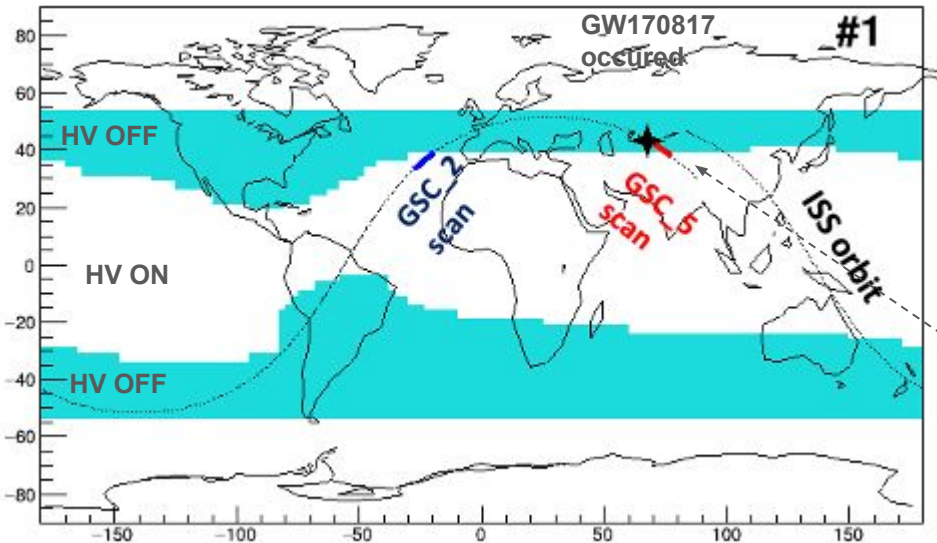 GW170817
occured
#1
HV OFF
GSC_2
scan
GSC_5
scan
ISS orbit
HV ON
HV OFF
80
60
40
20
0
−20
−40
−60
−80
−150
−100
−50
0
50
100
150